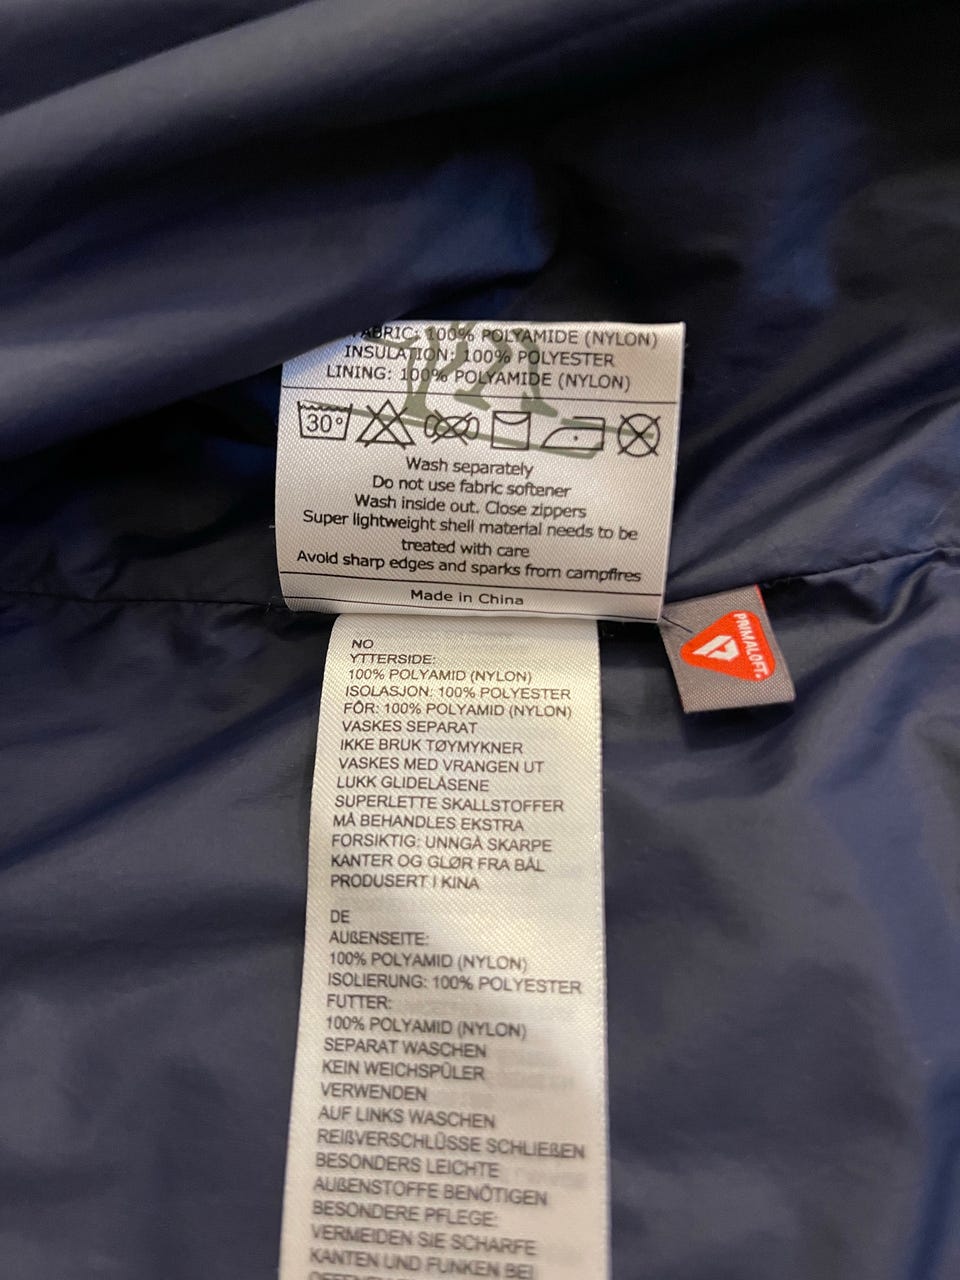 FABRIC: 100% POLYAMIDE (NYLON)
INSULATION: 100% POLYESTER
LINING: 100% POLYAMIDE (NYLON)
30°
Wash separately
Do not use fabric softener
Wash inside out. Close zippers
Super lightweight shell material needs to be
treated with care
Avoid sharp edges and sparks from campfires
Made in China
PRIMALOFT
NO
YTTERSIDE:
100% POLYAMID (NYLON)
ISOLASJON: 100% POLYESTER
FÔR: 100% POLYAMID (NYLON)
VASKES SEPARAT
IKKE BRUK TØYMYKNER
VASKES MED VRANGEN UT
LUKK GLIDELÅSENE
SUPERLETTE SKALLSTOFFER
MÅ BEHANDLES EKSTRA
FORSIKTIG: UNNGÅ SKARPE
KANTER OG GLØR FRA BÅL
PRODUSERT I KINA
DE
AUßENSEITE:
100% POLYAMID (NYLON)
ISOLIERUNG: 100% POLYESTER
FUTTER:
100% POLYAMID (NYLON)
SEPARAT WASCHEN
KEIN WEICHSPÜLER
VERWENDEN
AUF LINKS WASCHEN
REIßVERSCHLÜSSE SCHLIEßEN
BESONDERS LEICHTE
AUßENSTOFFE BENÖTIGEN
BESONDERE PFLEGE:
VERMEIDEN SIE SCHARFE
KANTEN UND FUNKEN BEI